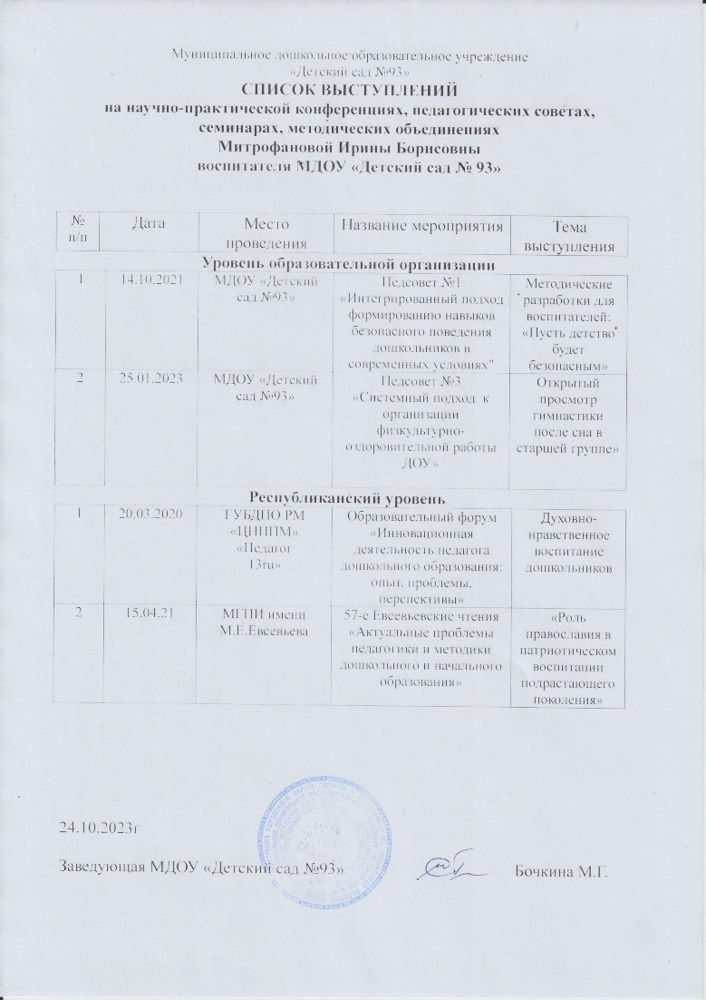 Муниципальное дошкольное образовательное учреждение
«Детский сад №93»
СПИСОК ВЫСТУПЛЕНИЙ
на научно-практической конференциях, педагогических советах,
семинарах, методических объединениях
Митрофановой Ирины Борисовны
воспитателя МДОУ «Детский сад № 93»
№ п/п
Дата
Место
проведения
Название мероприятия
Тема
выступления
Уровень образовательной организации
1
14.10.2021
МДОУ «Детский
сад №93»
Педсовет №1
«Интегрированный подход
формированию навыков
безопасного поведения
дошкольников в
современных условиях"
Методические
разработки для
воспитателей:
«Пусть детство
будет
безопасным»
2
25.01.2023
МДОУ «Детский
сад №93»
Педсовет №3
«Системный подход к
организации
физкультурно-
оздоровительной работы
ДОУ»
Открытый
просмотр
гимнастики
после сна в
старшей группе»
Республиканский уровень
1
20.03.2020
ГУБДПО РМ
«ЦНППМ»
«Педагог
13ru»
Образовательный форум
«Инновационная
деятельность педагога
дошкольного образования:
опыт, проблемы,
перспективы»
Духовно-
нравственное
воспитание
дошкольников
2
15.04.21
МГПИ имени
М.Е.Евсевьева
57-е Евсевьевские чтения
«Актуальные проблемы
педагогики и методики
дошкольного и начального
образования»
«Роль
православия в
патриотическом
воспитании
подрастающего
поколения»
24.10.2023г
Заведующая МДОУ «Детский сад №93»
Бочкина М.Г.